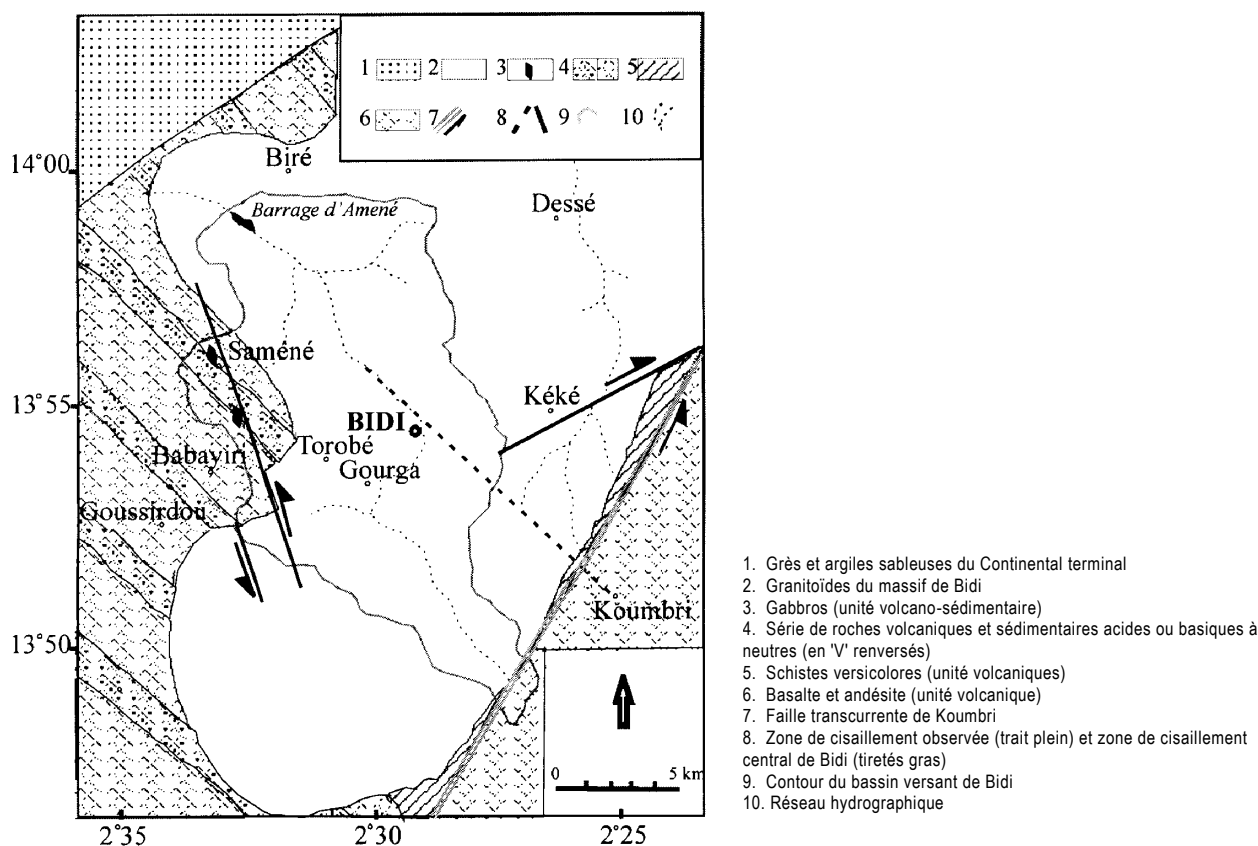 1 2 3 4 5
6 7 8 9 10
14°00
Biré
Dessé
Barrage d'Amené
Saméné
Kéké
13°55
BIDI
Torobé
Babayiri
Gourga
Goussirdou
Koumbri
13°50
0 5 km
2°35 2°30 2°25
1. Grès et argiles sableuses du Continental terminal
2. Granitoïdes du massif de Bidi
3. Gabbros (unité volcano-sédimentaire)
4. Série de roches volcaniques et sédimentaires acides ou basiques à
neutres (en 'V' renversés)
5. Schistes versicolores (unité volcaniques)
6. Basalte et andésite (unité volcanique)
7. Faille transcurrente de Koumbri
8. Zone de cisaillement observée (trait plein) et zone de cisaillement
central de Bidi (tiretés gras)
9. Contour du bassin versant de Bidi
10. Réseau hydrographique